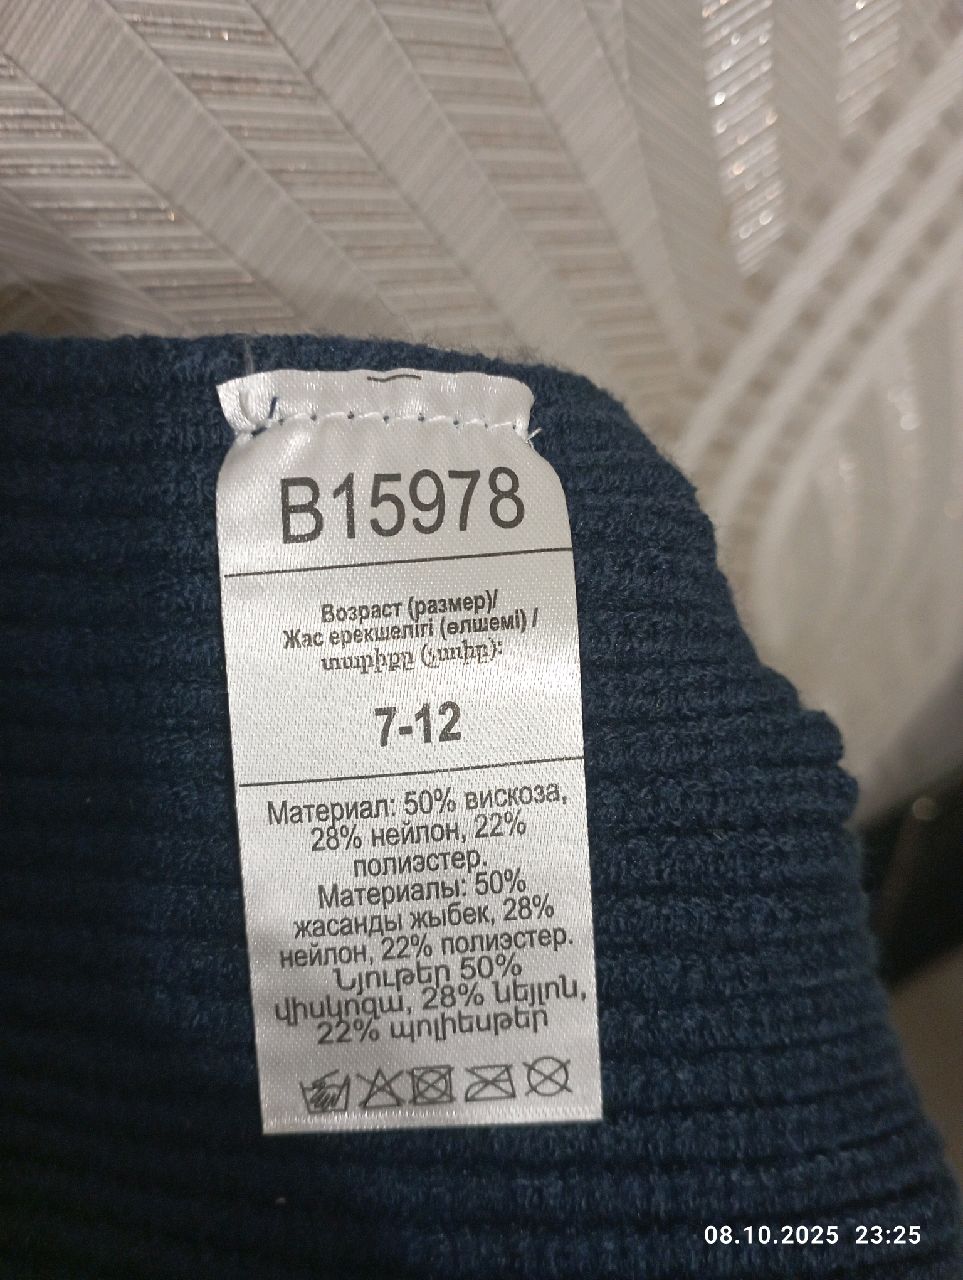 B15978
Возраст (размер)/
Жас ерекшелігі (өлшемі) /
տարիքը (չափը):
7-12
Материал: 50% вискоза,
28% нейлон, 22%
полиэстер.
Материалы: 50%
жасанды жыбек, 28%
нейлон, 22% полиэстер.
Նյութեր 50%
վիսկոզա, 28% նեյլոն,
22% պոլիեսթեր
08.10.2025 23:25